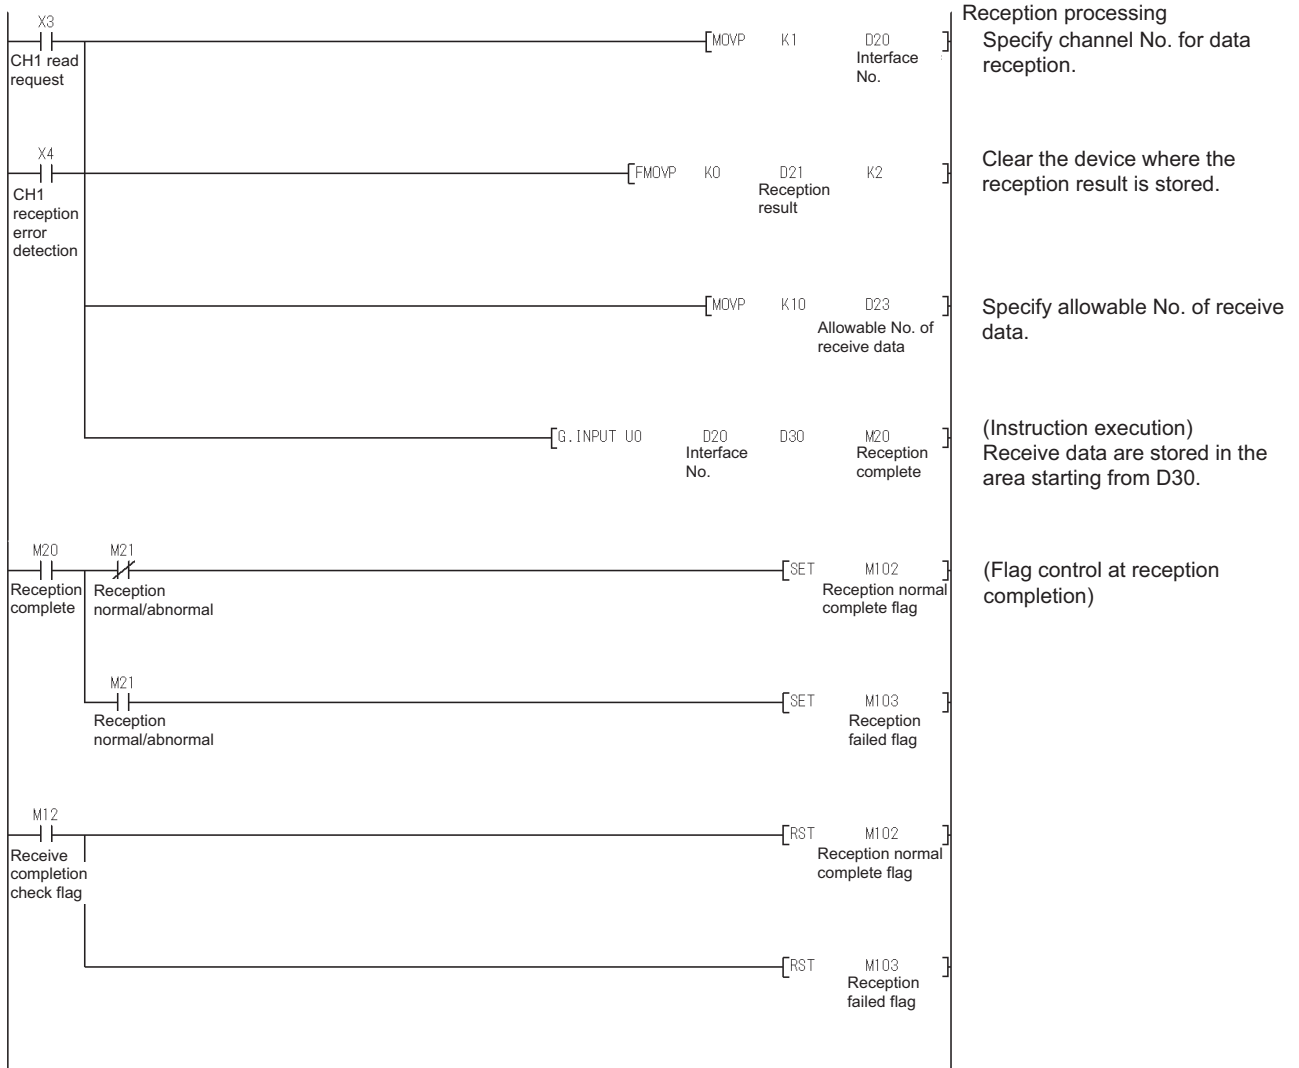 Reception processing
X3
CH1 read
request
MOVP K1 D20
Interface
No.
Specify channel No. for data
reception.
X4
CH1
reception
error
detection
FMOVP K0 D21 K2
Reception
result
Clear the device where the
reception result is stored.
MOVP K10 D23
Allowable No. of
receive data
Specify allowable No. of receive
data.
G.INPUT U0 D20 D30 M20
Interface
No.
Reception
complete
(Instruction execution)
Receive data are stored in the
area starting from D30.
M20 M21
Reception
complete
Reception
normal/abnormal
SET M102
Reception normal
complete flag
(Flag control at reception
completion)
M21
Reception
normal/abnormal
SET M103
Reception
failed flag
M12
Receive
completion
check flag
RST M102
Reception normal
complete flag
RST M103
Reception
failed flag